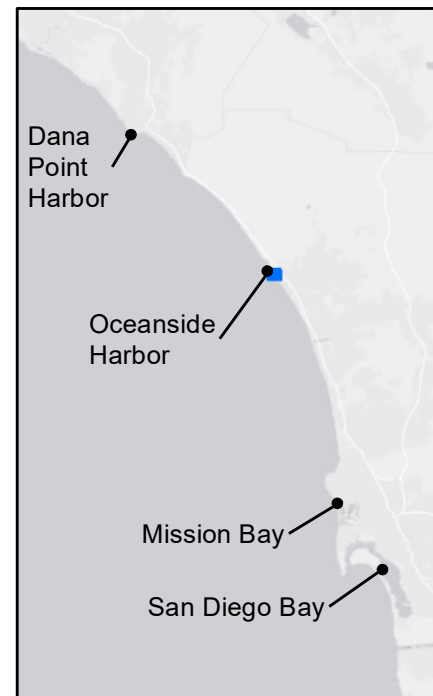 Dana
Point
Harbor
Oceanside
Harbor
Mission Bay
San Diego Bay